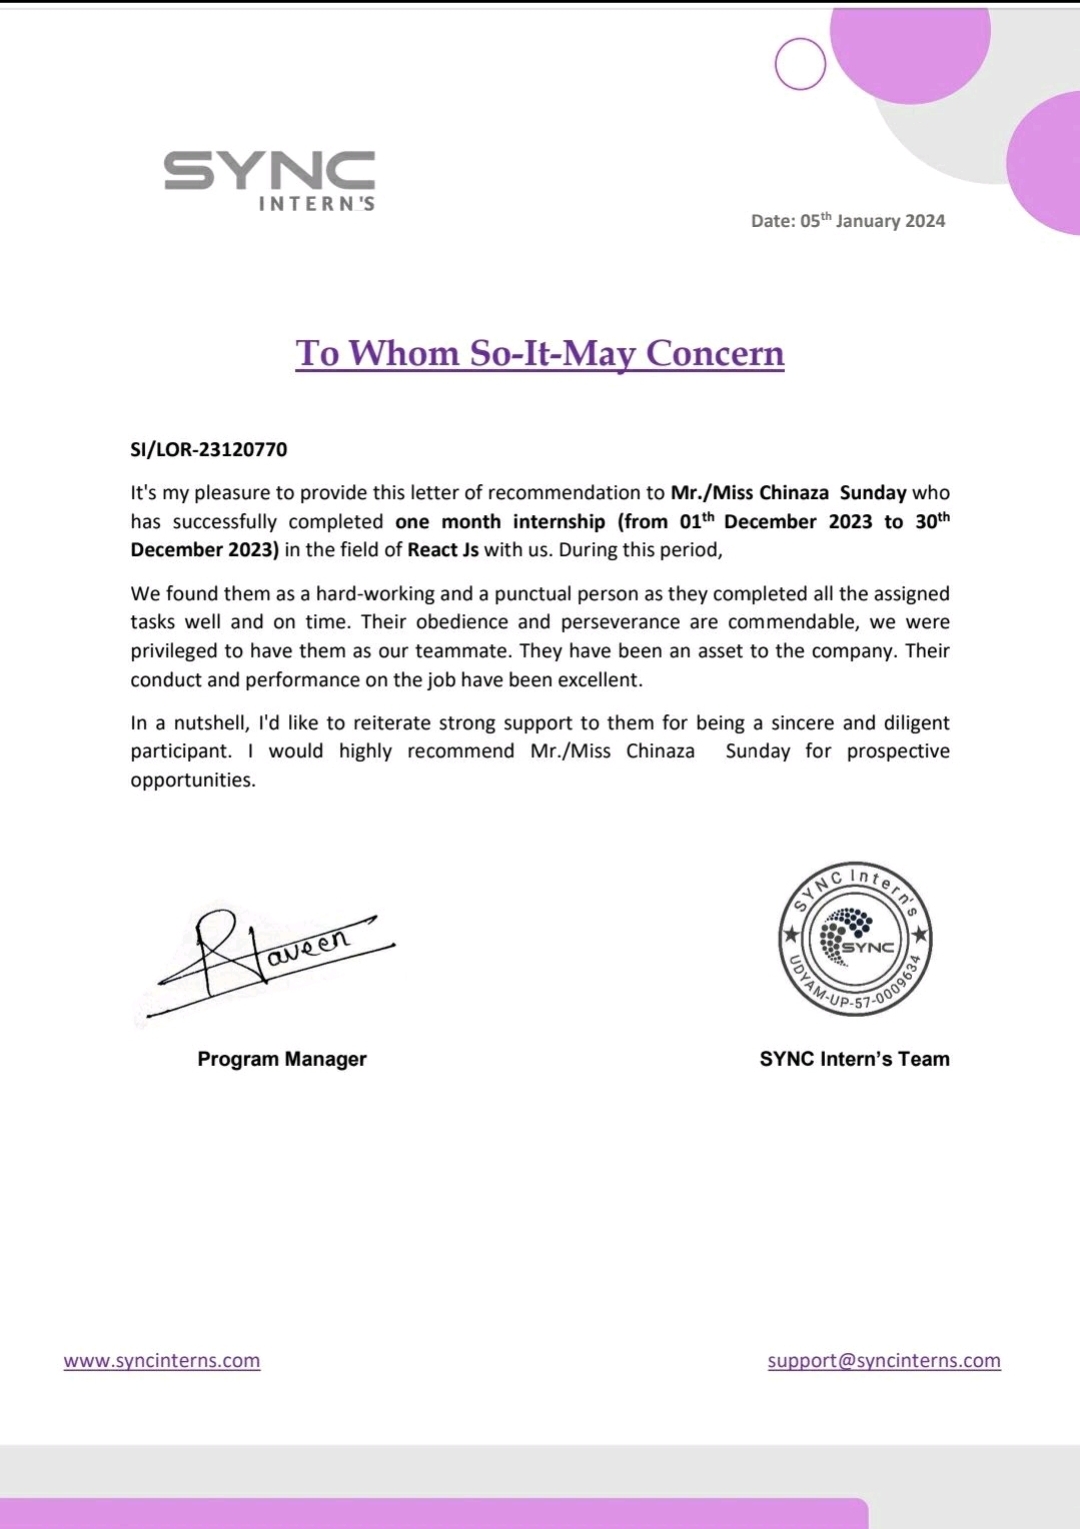 SYNC
INTERN'S
Date: 05th January 2024
To Whom So-It-May Concern
SI/LOR-23120770
It's my pleasure to provide this letter of recommendation to Mr./Miss Chinaza Sunday who
has successfully completed one month internship (from 01th December 2023 to 30th
December 2023) in the field of React Js with us. During this period,
We found them as a hard-working and a punctual person as they completed all the assigned
tasks well and on time. Their obedience and perseverance are commendable, we were
privileged to have them as our teammate. They have been an asset to the company. Their
conduct and performance on the job have been excellent.
In a nutshell, I'd like to reiterate strong support to them for being a sincere and diligent
participant. I would highly recommend Mr./Miss Chinaza Sunday for prospective
opportunities.
SYNC Intern's
SYNC
UDYAM-UP-57-0009634
Program Manager
SYNC Intern’s Team
www.syncinterns.com
support@syncinterns.com